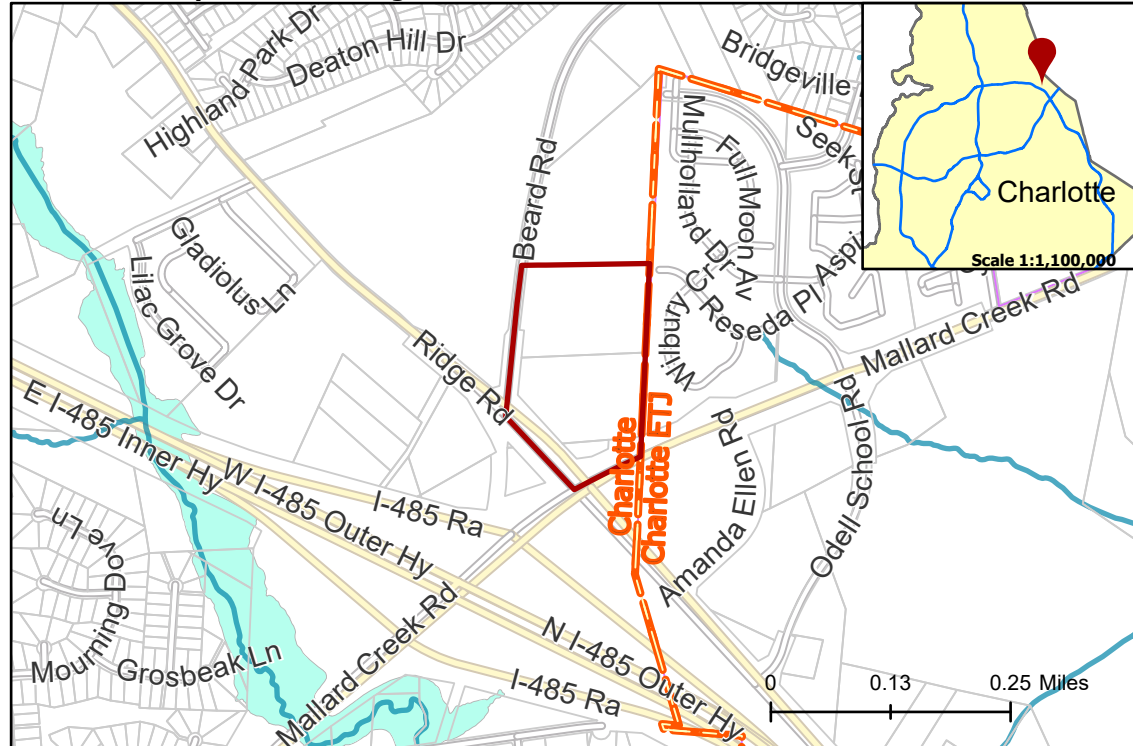 Highland Park Dr
Deaton Hill Dr
Bridgeville
Beard Rd
Mullholland Dr
Full Moon Av
Charlotte
Scale 1:1,100,000
Gladiolus Ln
Lilac Grove Dr
Wilbury Cr
Reseda Pl
Mallard Creek Rd
Ridge Rd
E I-485 Inner Hy
W I-485 Outer Hy
I-485 Ra
Charlotte
Charlotte ETJ
Amanda Ellen Rd
Odell-School Rd
Mourning Dove Ln
Grosbeak Ln
Mallard Creek Rd
N I-485 Outer Hy
I-485 Ra
0 0.13 0.25 Miles